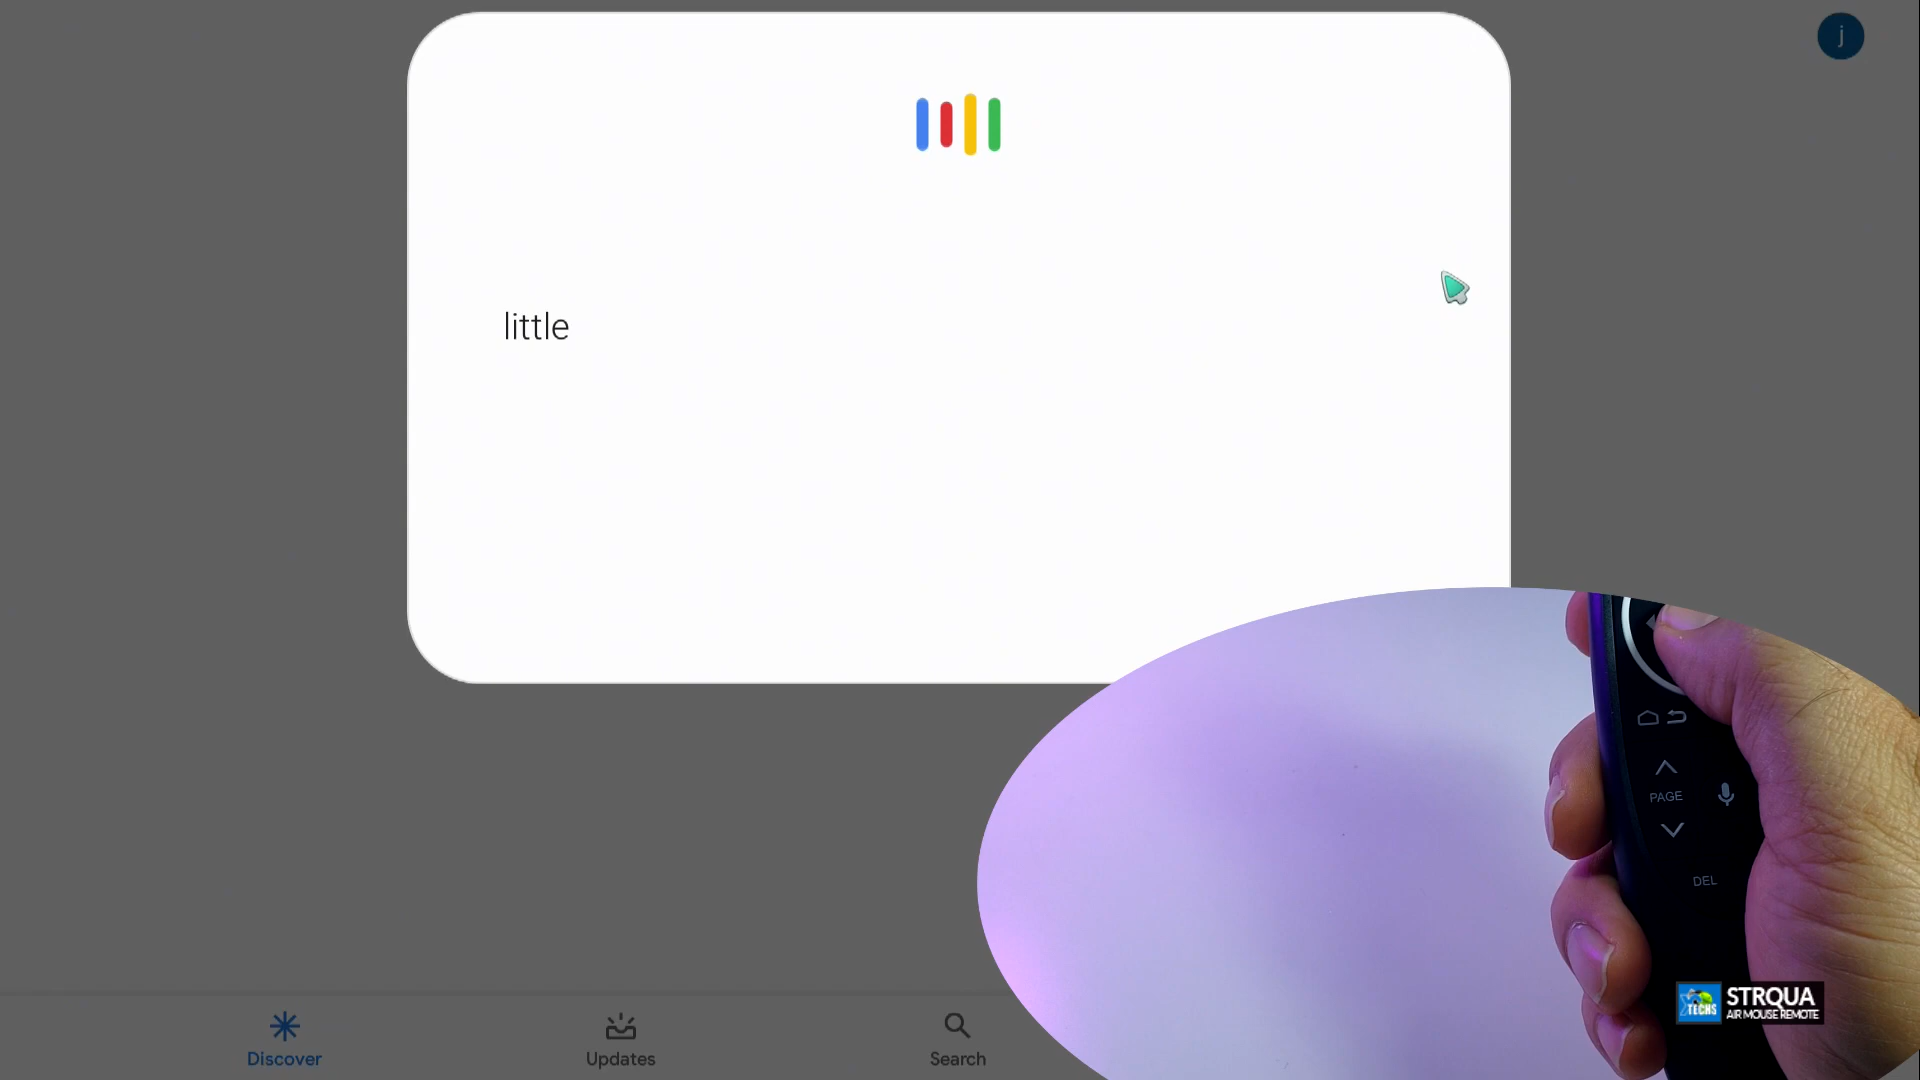 j
little
PAGE
DEL
TECHS
STRQUA
AIR MOUSE REMOTE
Discover
Updates
Search